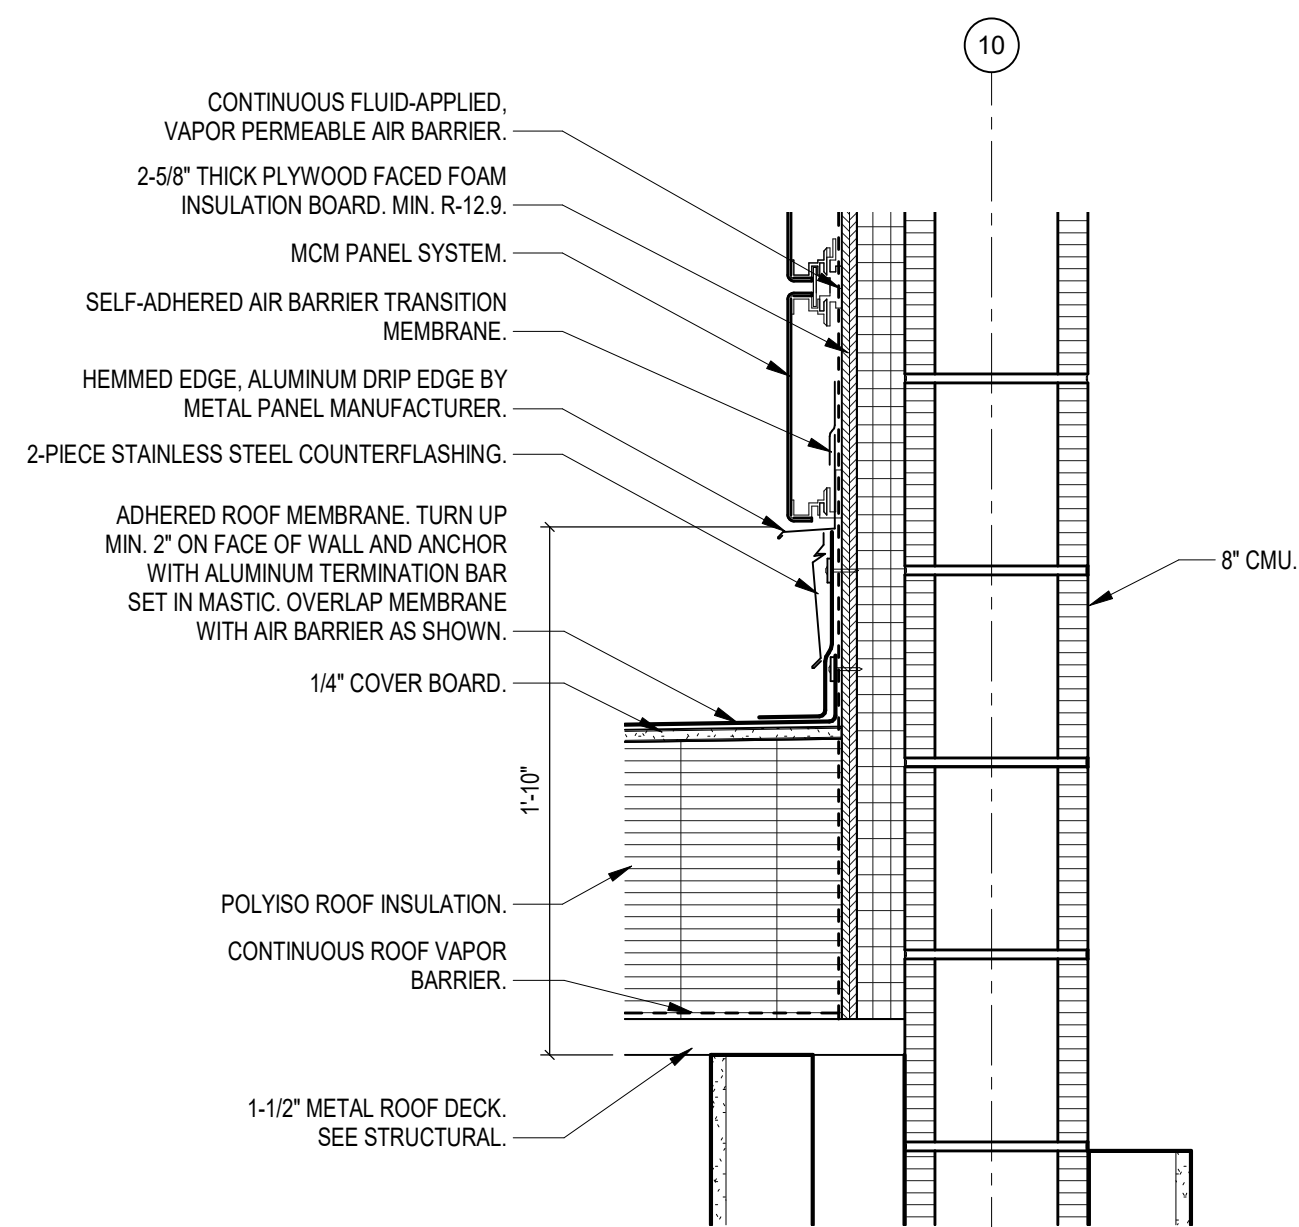 10
CONTINUOUS FLUID-APPLIED,
VAPOR PERMEABLE AIR BARRIER.
2-5/8" THICK PLYWOOD FACED FOAM
INSULATION BOARD. MIN. R-12.9.
MCM PANEL SYSTEM.
SELF-ADHERED AIR BARRIER TRANSITION
MEMBRANE.
HEMMED EDGE, ALUMINUM DRIP EDGE BY
METAL PANEL MANUFACTURER.
2-PIECE STAINLESS STEEL COUNTERFLASHING.
ADHERED ROOF MEMBRANE. TURN UP
MIN. 2" ON FACE OF WALL AND ANCHOR
WITH ALUMINUM TERMINATION BAR
SET IN MASTIC. OVERLAP MEMBRANE
WITH AIR BARRIER AS SHOWN.
8" CMU.
1/4" COVER BOARD.
1'-10"
POLYISO ROOF INSULATION.
CONTINUOUS ROOF VAPOR
BARRIER.
1-1/2" METAL ROOF DECK.
SEE STRUCTURAL.